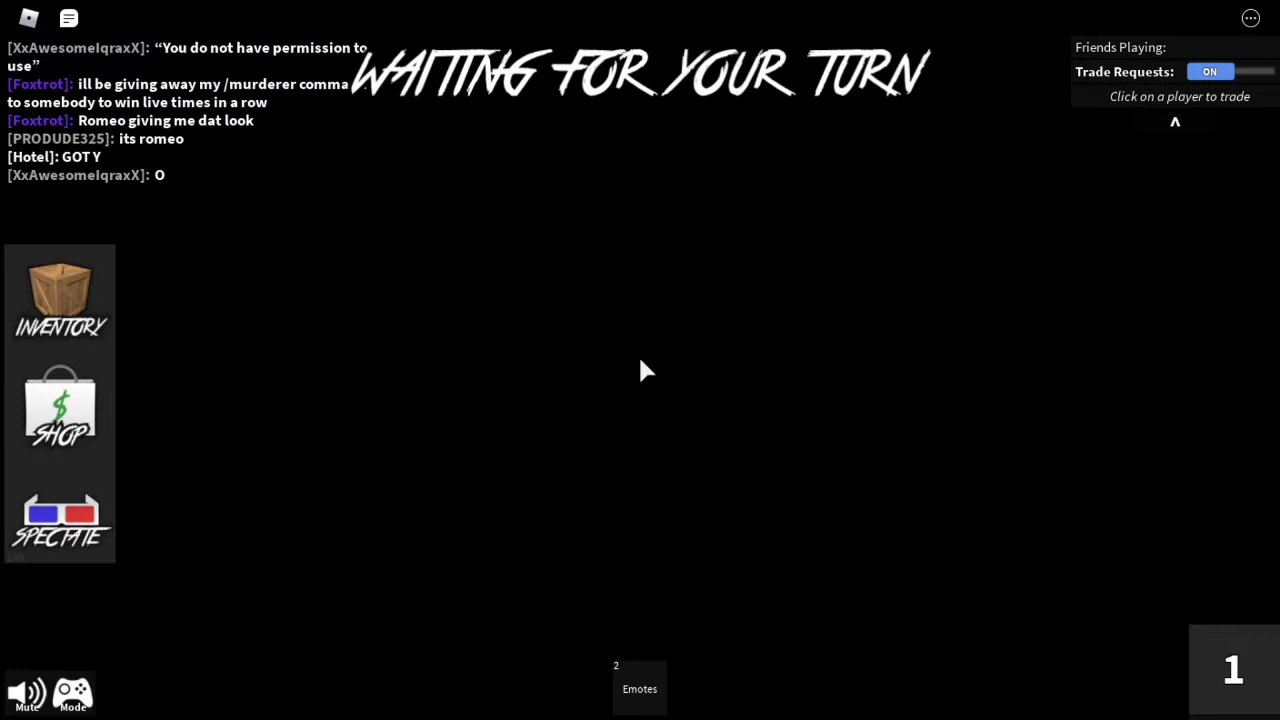 [XxAwesomeIqraxX]: “You do not have permission to
use”
[Foxtrot]: ill be giving away my /murderer comma
to somebody to win live times in a row
[Foxtrot]: Romeo giving me dat look
[PRODUDE325]: its romeo
[Hotel]: GOTY
[XxAwesomeIqraxX]: O
WAITING FOR YOUR TURN
Friends Playing:
Trade Requests: ON
Click on a player to trade
^
INVENTORY
$
SHOP
SPECTATE
Mute
Mode
2
Emotes
1